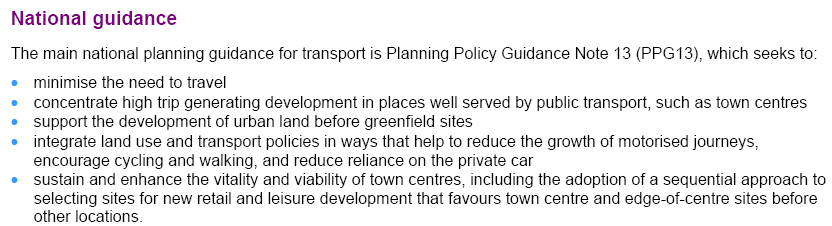 National guidance
The main national planning guidance for transport is Planning Policy Guidance Note 13 (PPG13), which seeks to:
• minimise the need to travel
• concentrate high trip generating development in places well served by public transport, such as town centres
• support the development of urban land before greenfield sites
• integrate land use and transport policies in ways that help to reduce the growth of motorised journeys,
encourage cycling and walking, and reduce reliance on the private car
• sustain and enhance the vitality and viability of town centres, including the adoption of a sequential approach to
selecting sites for new retail and leisure development that favours town centre and edge-of-centre sites before
other locations.